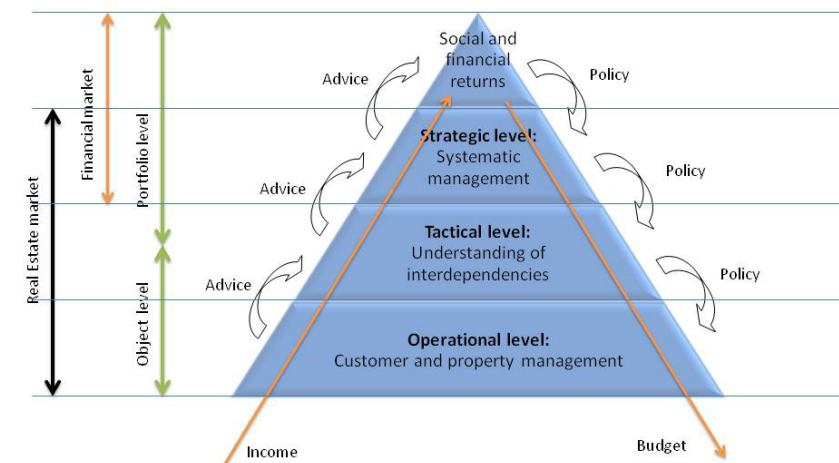 Social and
financial
returns
Advice
Policy
Strategic level:
Systematic
management
Advice
Policy
Tactical level:
Understanding of
interdependencies
Advice
Policy
Operational level:
Customer and property management
Income
Budget
Real Estate market
Financial market
Portfolio level
Object level